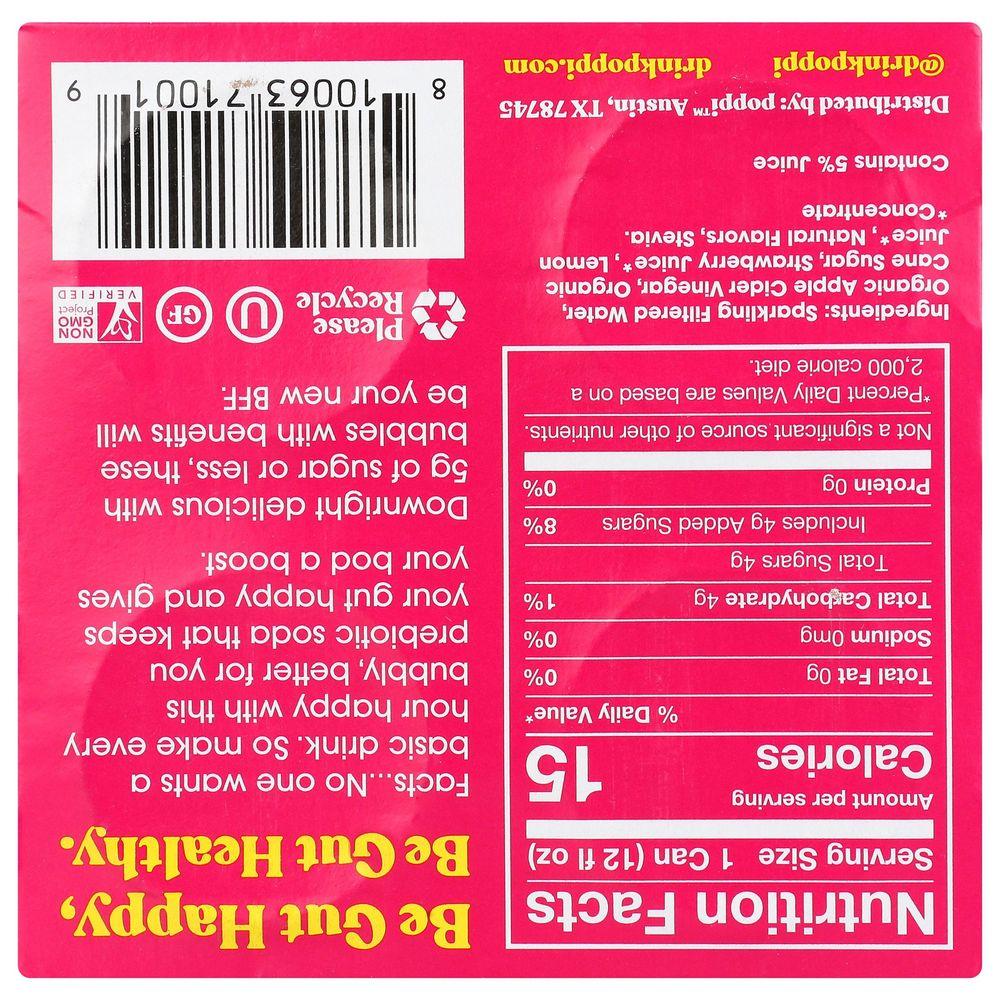 Nutrition Facts
Serving Size 1 Can (12 fl oz)
Amount per serving
Calories 15
% Daily Value*
Total Fat 0g 0%
Sodium 0mg 0%
Total Carbohydrate 4g 1%
Total Sugars 4g
Includes 4g Added Sugars 8%
Protein 0g 0%
Not a significant source of other nutrients.
*Percent Daily Values are based on a
2,000 calorie diet.
Ingredients: Sparkling Filtered Water,
Organic Apple Cider Vinegar, Organic
Cane Sugar, Strawberry Juice*, Lemon
Juice*, Natural Flavors, Stevia.
*Concentrate
Contains 5% Juice
Distributed by: poppi™ Austin, TX 78745
@drinkpoppi drinkpoppi.com
Be Gut Happy,
Be Gut Healthy.
Facts...No one wants a
basic drink. So make every
hour happy with this
bubbly, better for you
prebiotic soda that keeps
your gut happy and gives
your bod a boost.
Downright delicious with
5g of sugar or less, these
bubbles with benefits will
be your new BFF.
Please
Recycle
U
GF
NON
GMO
Project
VERIFIED
8 10063 71001 9